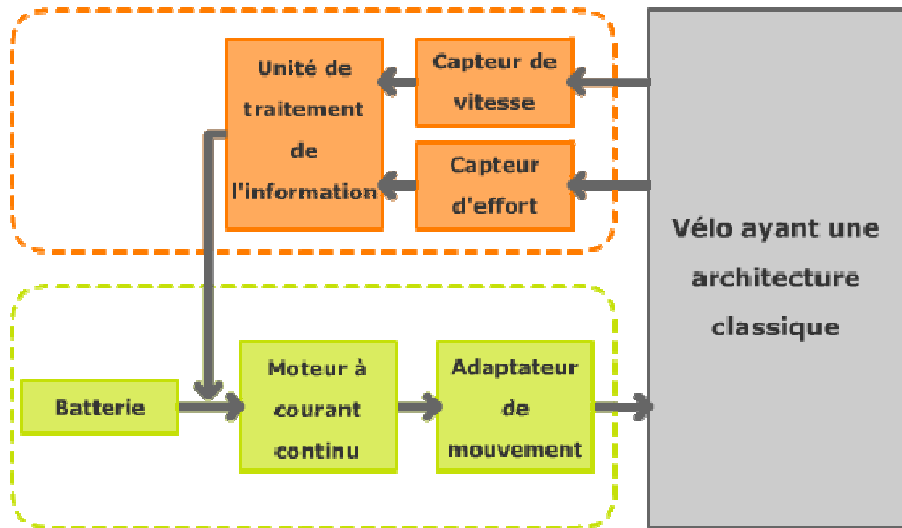 Unité de
traitement
de
l'information
Capteur de
vitesse
Capteur
d'effort
Vélo ayant une
architecture
classique
Batterie
Moteur à
courant
continu
Adaptateur
de
mouvement